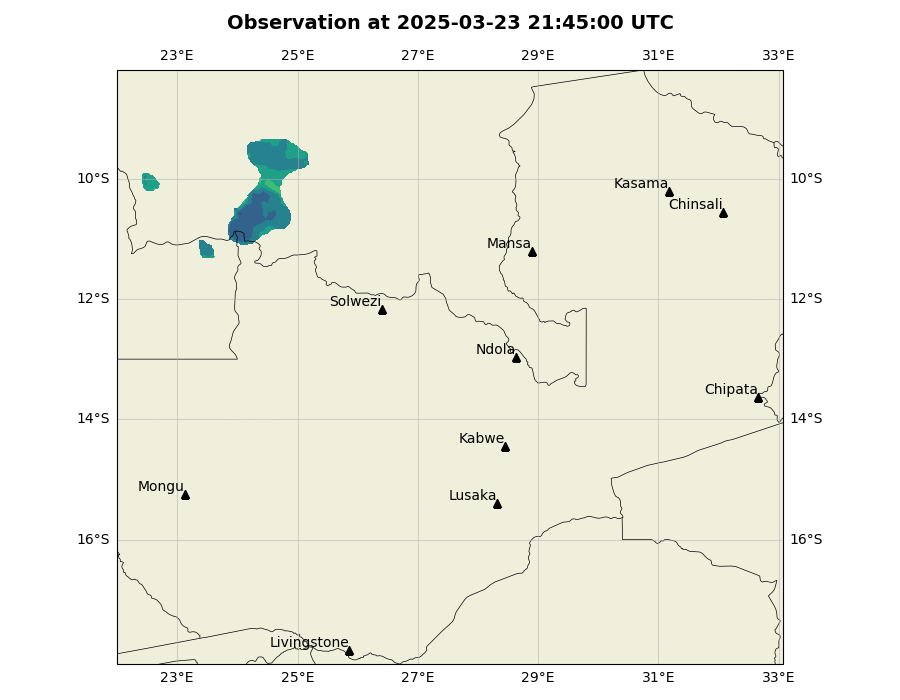 Observation at 2025-03-23 21:45:00 UTC
23°E 25°E 27°E 29°E 31°E 33°E
10°S 10°S
Kasama
Chinsali
Mansa
12°S 12°S
Solwezi
Ndola
Chipata
14°S 14°S
Kabwe
Mongu
Lusaka
16°S 16°S
Livingstone
23°E 25°E 27°E 29°E 31°E 33°E